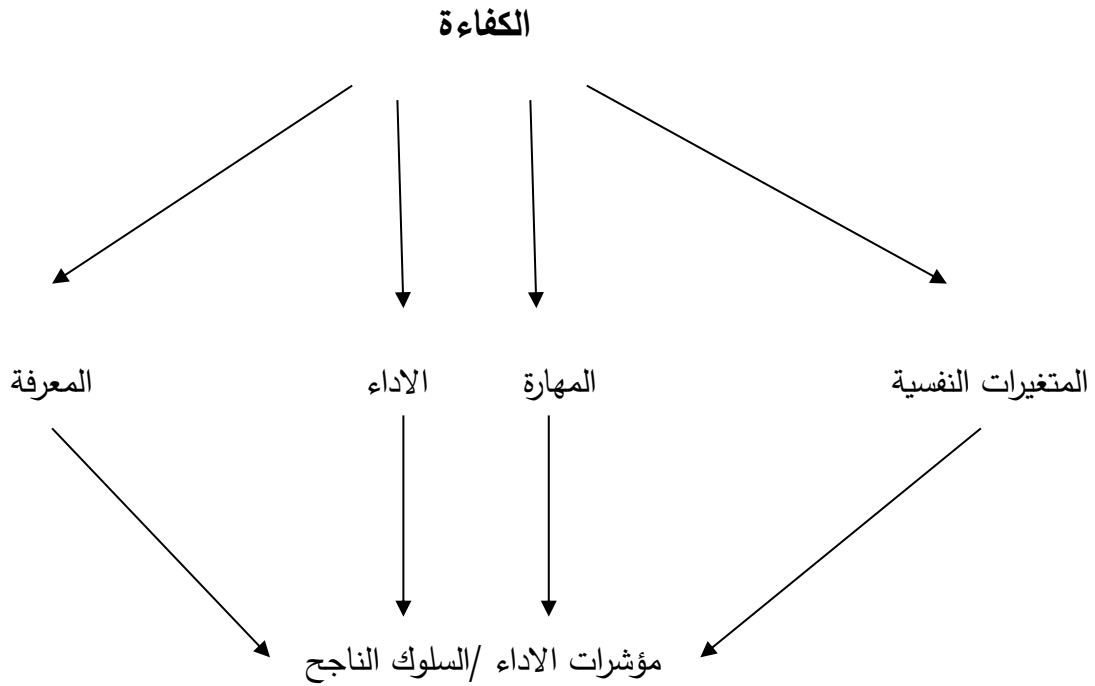 الكفاءة
المتغيرات النفسية
المهارة
الاداء
المعرفة
مؤشرات الاداء /السلوك الناجح